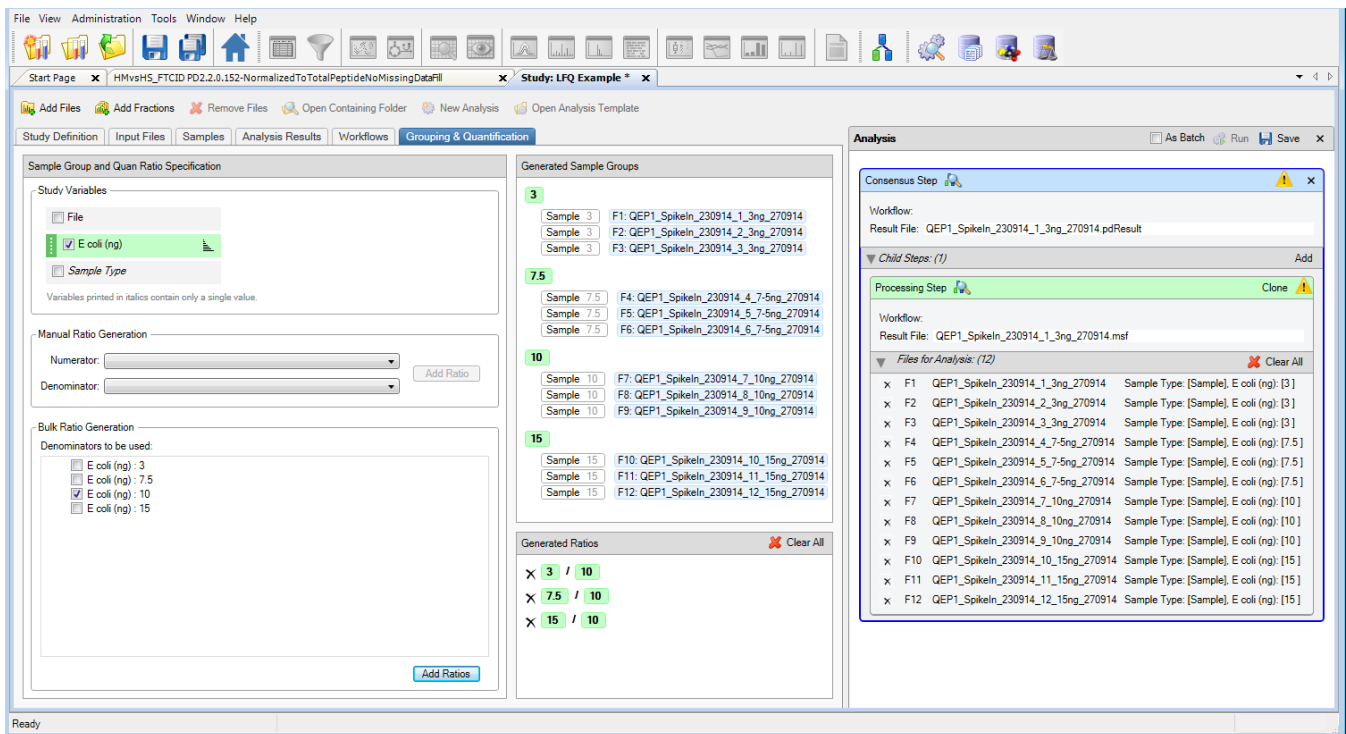 File View Administration Tools Window Help
Start Page x HMvsHS_FTCID PD2.2.0.152-NormalizedToTotalPeptideNoMissingDataFill x Study: LFQ Example * x
Add Files Add Fractions Remove Files Open Containing Folder New Analysis Open Analysis Template
Study Definition Input Files Samples Analysis Results Workflows Grouping & Quantification
Sample Group and Quan Ratio Specification
Study Variables
File
E coli (ng)
Sample Type
Variables printed in italics contain only a single value.
Manual Ratio Generation
Numerator:
Denominator:
Add Ratio
Bulk Ratio Generation
Denominators to be used:
E coli (ng) : 3
E coli (ng) : 7.5
E coli (ng) : 10
E coli (ng) : 15
Add Ratios
Generated Sample Groups
3
Sample 3 F1: QEP1_SpikeIn_230914_1_3ng_270914
Sample 3 F2: QEP1_SpikeIn_230914_2_3ng_270914
Sample 3 F3: QEP1_SpikeIn_230914_3_3ng_270914
7.5
Sample 7.5 F4: QEP1_SpikeIn_230914_4_7-5ng_270914
Sample 7.5 F5: QEP1_SpikeIn_230914_5_7-5ng_270914
Sample 7.5 F6: QEP1_SpikeIn_230914_6_7-5ng_270914
10
Sample 10 F7: QEP1_SpikeIn_230914_7_10ng_270914
Sample 10 F8: QEP1_SpikeIn_230914_8_10ng_270914
Sample 10 F9: QEP1_SpikeIn_230914_9_10ng_270914
15
Sample 15 F10: QEP1_SpikeIn_230914_10_15ng_270914
Sample 15 F11: QEP1_SpikeIn_230914_11_15ng_270914
Sample 15 F12: QEP1_SpikeIn_230914_12_15ng_270914
Generated Ratios Clear All
3 / 10
7.5 / 10
15 / 10
Analysis As Batch Run Save x
Consensus Step x
Workflow:
Result File: QEP1_SpikeIn_230914_1_3ng_270914.pdResult
Child Steps: (1) Add
Processing Step Clone
Workflow:
Result File: QEP1_SpikeIn_230914_1_3ng_270914.msf
Files for Analysis: (12) Clear All
x F1 QEP1_SpikeIn_230914_1_3ng_270914 Sample Type: [Sample], E coli (ng): [3 ]
x F2 QEP1_SpikeIn_230914_2_3ng_270914 Sample Type: [Sample], E coli (ng): [3 ]
x F3 QEP1_SpikeIn_230914_3_3ng_270914 Sample Type: [Sample], E coli (ng): [3 ]
x F4 QEP1_SpikeIn_230914_4_7-5ng_270914 Sample Type: [Sample], E coli (ng): [7.5 ]
x F5 QEP1_SpikeIn_230914_5_7-5ng_270914 Sample Type: [Sample], E coli (ng): [7.5 ]
x F6 QEP1_SpikeIn_230914_6_7-5ng_270914 Sample Type: [Sample], E coli (ng): [7.5 ]
x F7 QEP1_SpikeIn_230914_7_10ng_270914 Sample Type: [Sample], E coli (ng): [10 ]
x F8 QEP1_SpikeIn_230914_8_10ng_270914 Sample Type: [Sample], E coli (ng): [10 ]
x F9 QEP1_SpikeIn_230914_9_10ng_270914 Sample Type: [Sample], E coli (ng): [10 ]
x F10 QEP1_SpikeIn_230914_10_15ng_270914 Sample Type: [Sample], E coli (ng): [15 ]
x F11 QEP1_SpikeIn_230914_11_15ng_270914 Sample Type: [Sample], E coli (ng): [15 ]
x F12 QEP1_SpikeIn_230914_12_15ng_270914 Sample Type: [Sample], E coli (ng): [15 ]
Ready